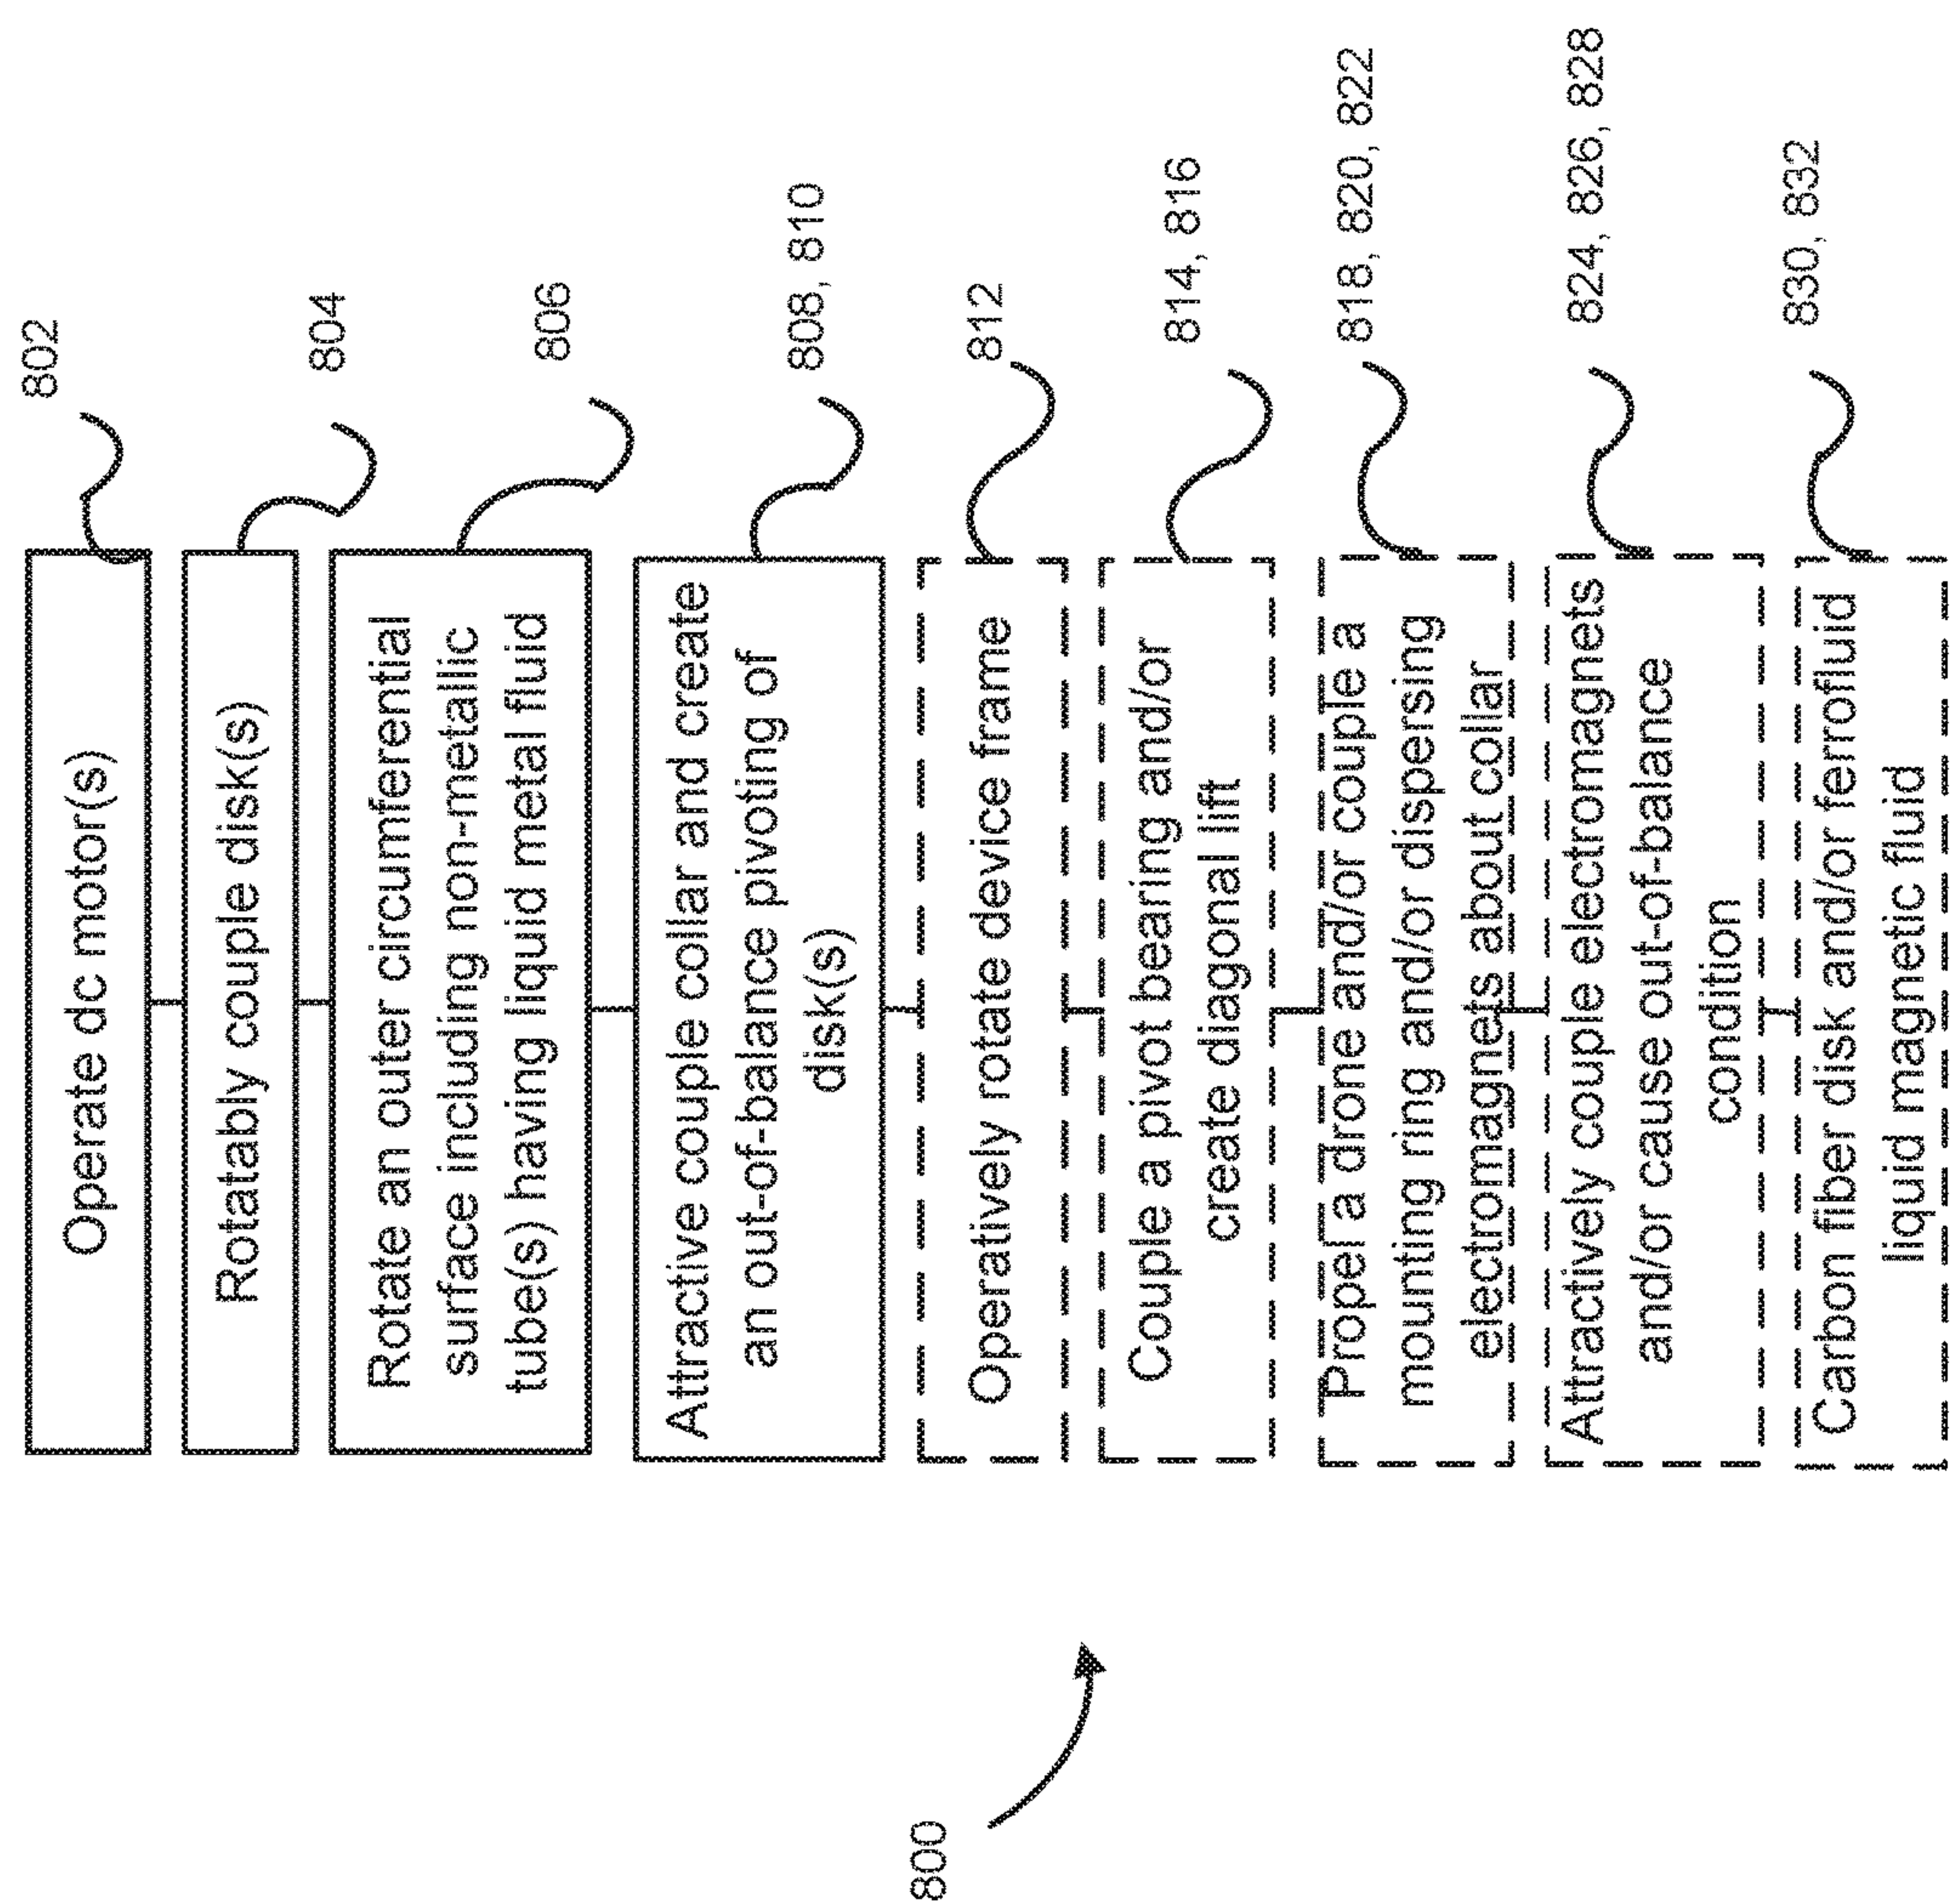 802
Operate dc motor(s)
804
Rotatably couple disk(s)
806
Rotate an outer circumferential
surface including non-metallic
tube(s) having liquid metal fluid
808, 810
Attractive couple collar and create
an out-of-balance pivoting of
disk(s)
812
Operatively rotate device frame
814, 816
Couple a pivot bearing and/or
create diagonal lift
818, 820, 822
Propel a drone and/or couple a
mounting ring and/or dispersing
electromagnets about collar
824, 826, 828
Attractively couple electromagnets
and/or cause out-of-balance
condition
830, 832
Carbon fiber disk and/or ferrofluid
liquid magnetic fluid
800